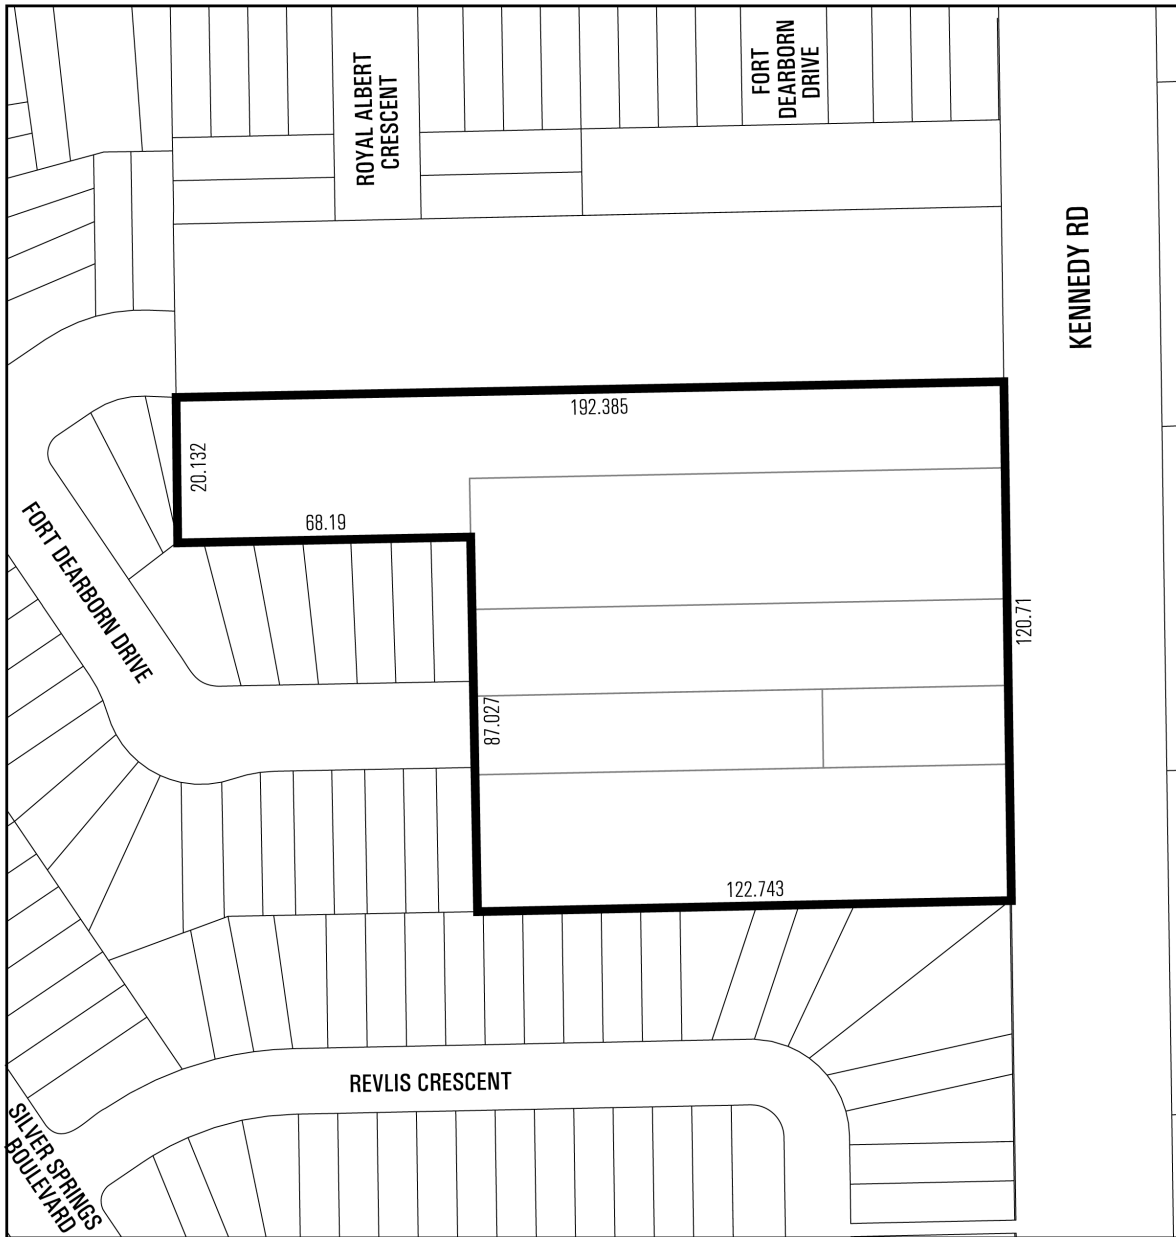 ROYAL ALBERT
CRESCENT
FORT
DEARBORN
DRIVE
KENNEDY RD
192.385
20.132
68.19
FORT DEARBORN DRIVE
120.71
87.027
122.743
REVLIS CRESCENT
SILVER SPRINGS
BOULEVARD